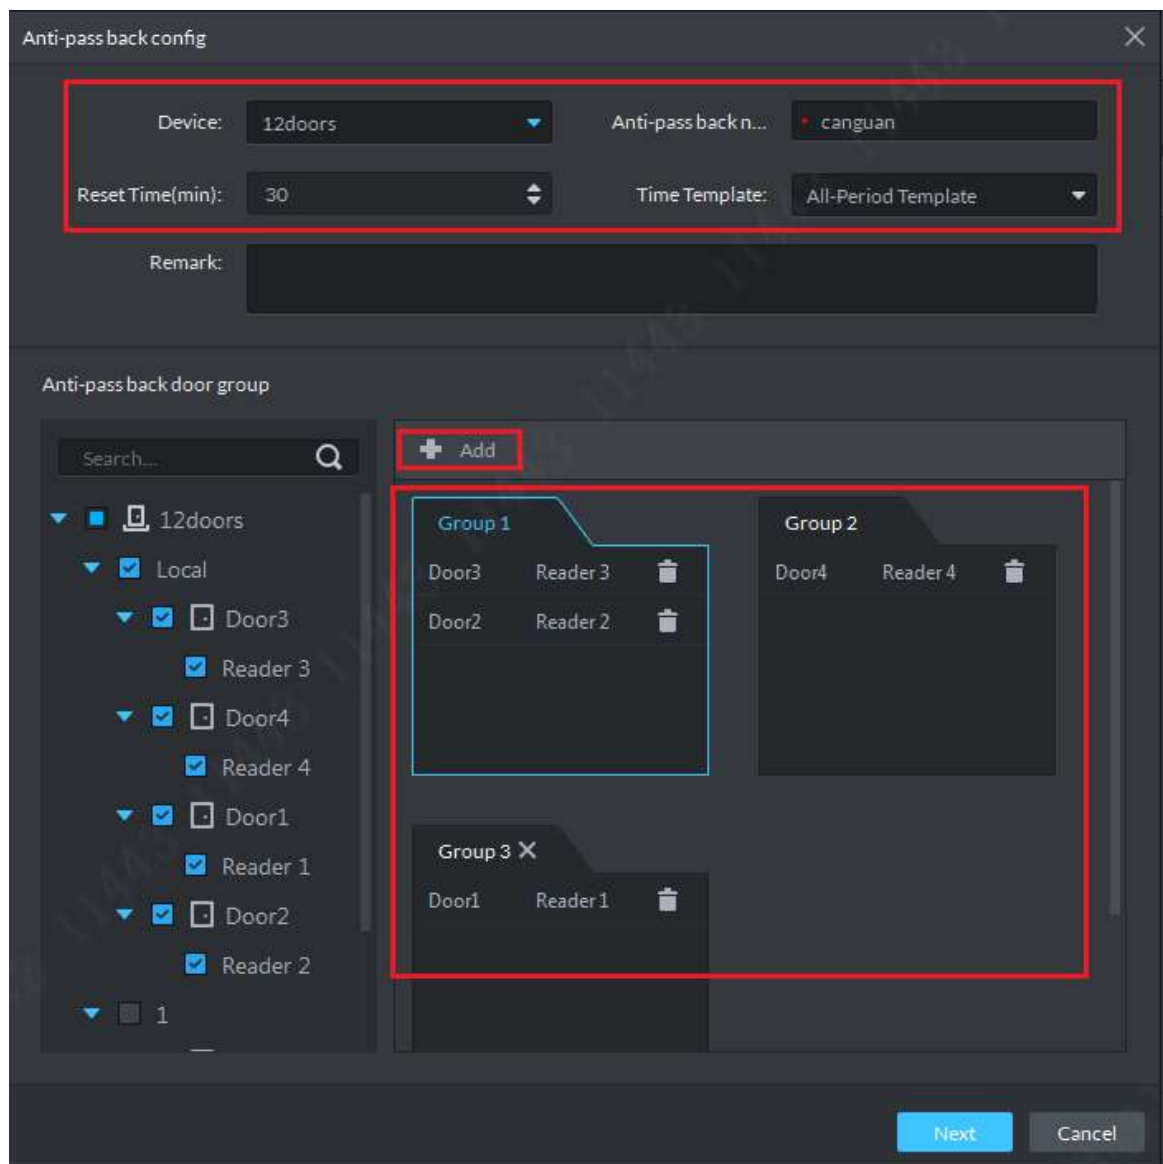 Anti-pass back config
Device: 12doors Anti-pass back n... * canguan
Reset Time(min): 30 Time Template: All-Period Template
Remark:
Anti-pass back door group
Search...
Add
12doors
Local
Door3
Reader 3
Door4
Reader 4
Door1
Reader 1
Door2
Reader 2
1
Group 1
Door3 Reader 3
Door2 Reader 2
Group 2
Door4 Reader 4
Group 3
Door1 Reader 1
Next Cancel